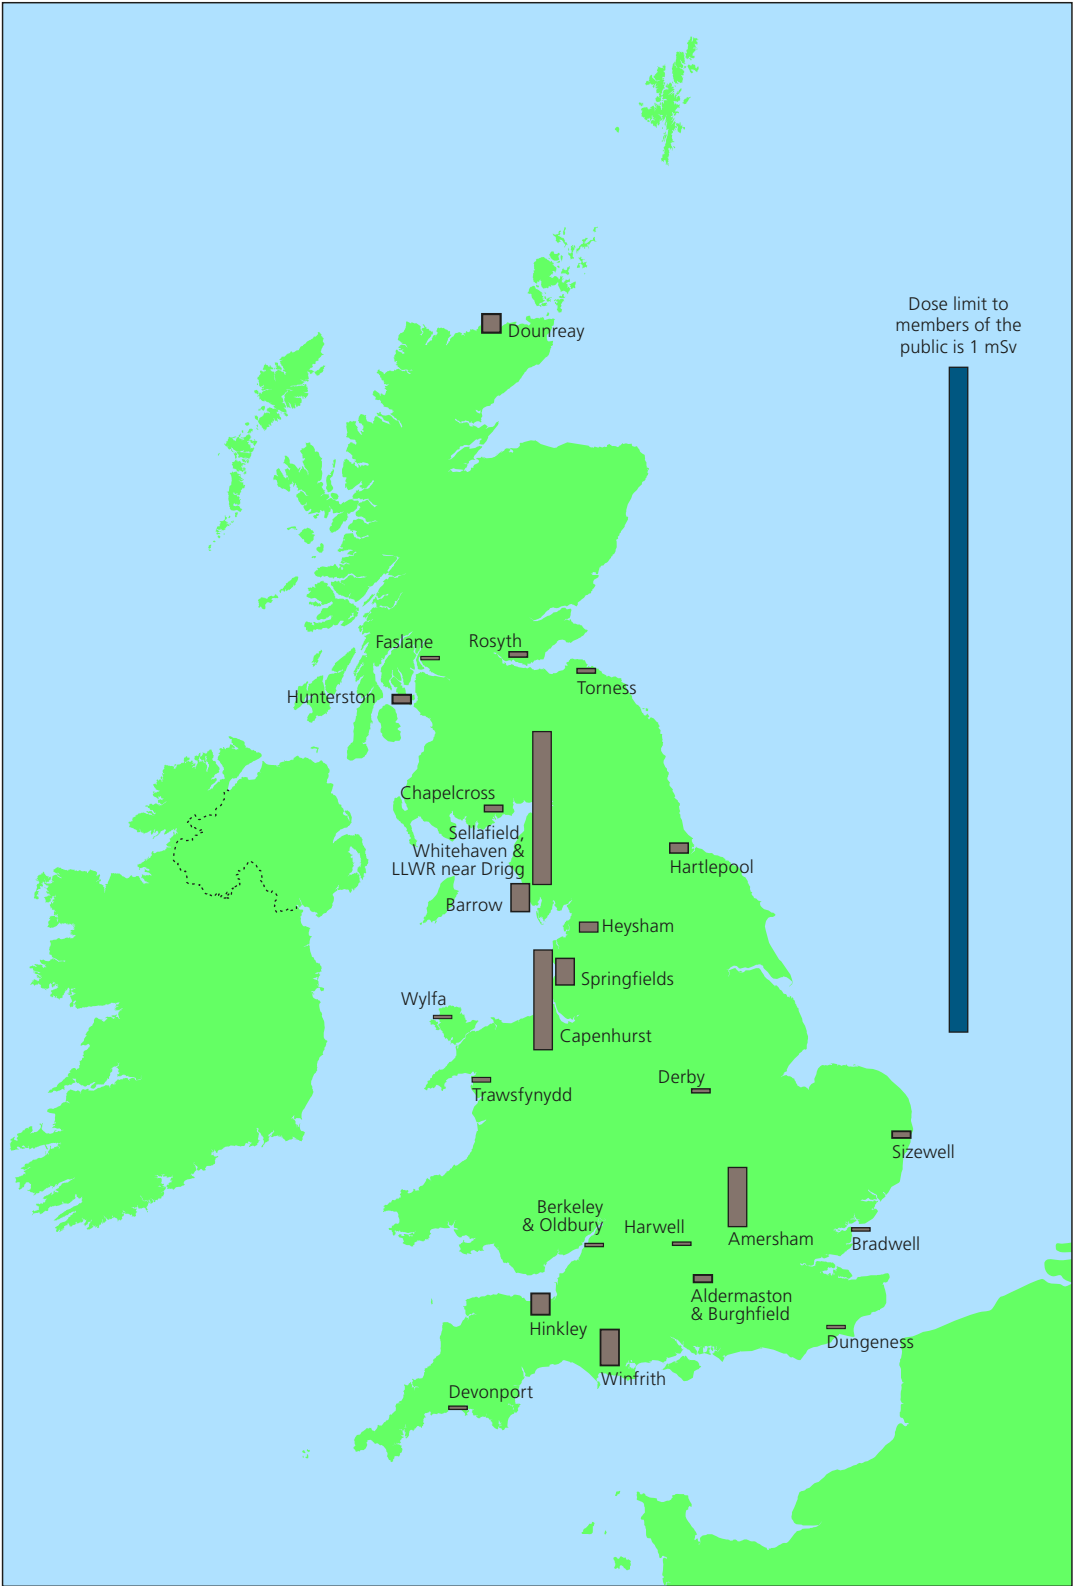 Dounreay
Dose limit to
members of the
public is 1 mSv
Faslane
Rosyth
Torness
Hunterston
Chapelcross
Sellafield,
Whitehaven &
LLWR near Drigg
Hartlepool
Barrow
Heysham
Springfields
Wylfa
Capenhurst
Derby
Trawsfynydd
Sizewell
Berkeley
& Oldbury
Harwell
Amersham
Bradwell
Aldermaston
& Burghfield
Hinkley
Dungeness
Winfrith
Devonport